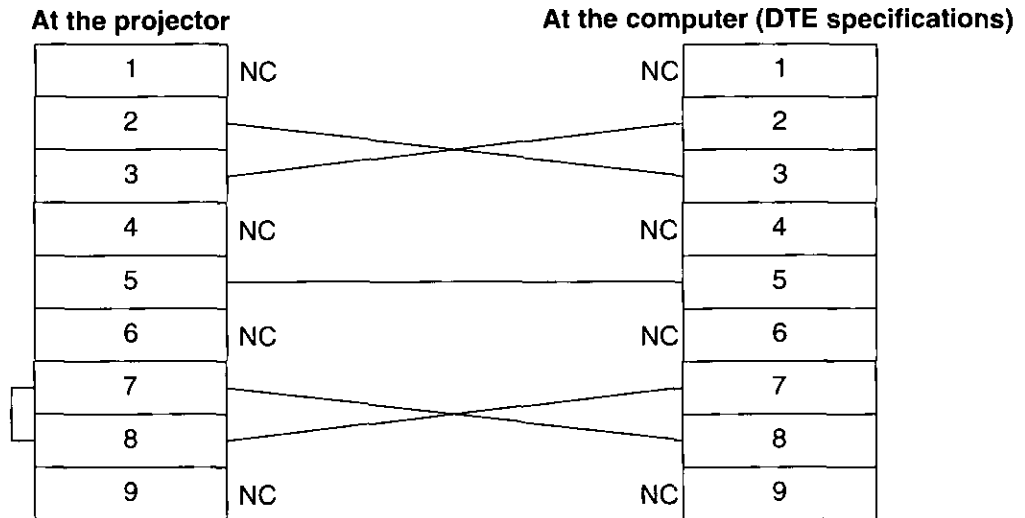 At the projector At the computer (DTE specifications)
1 NC NC 1
2 2
3 3
4 NC NC 4
5 5
6 NC NC 6
7 7
8 8
9 NC NC 9